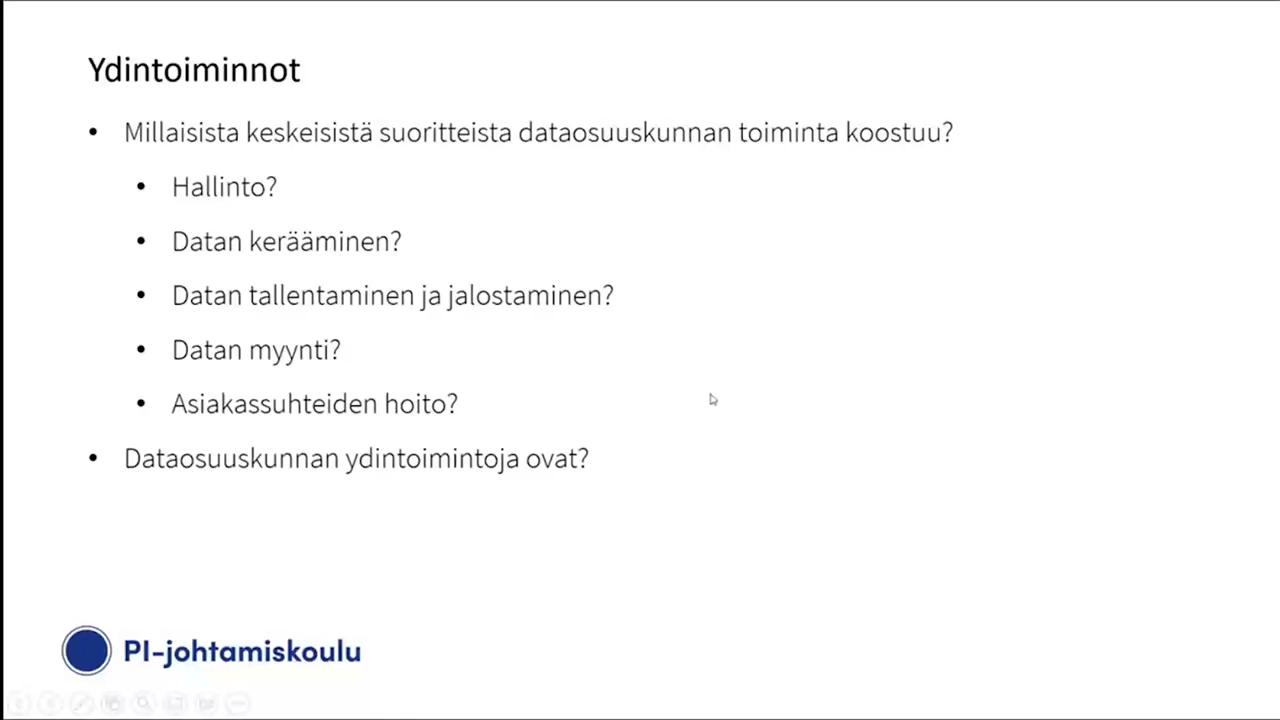 Ydintoiminnot
• Millaisista keskeisistä suoritteista dataosuuskunnan toiminta koostuu?
• Hallinto?
• Datan kerääminen?
• Datan tallentaminen ja jalostaminen?
• Datan myynti?
• Asiakassuhteiden hoito?
• Dataosuuskunnan ydintoimintoja ovat?
PI-johtamiskoulu